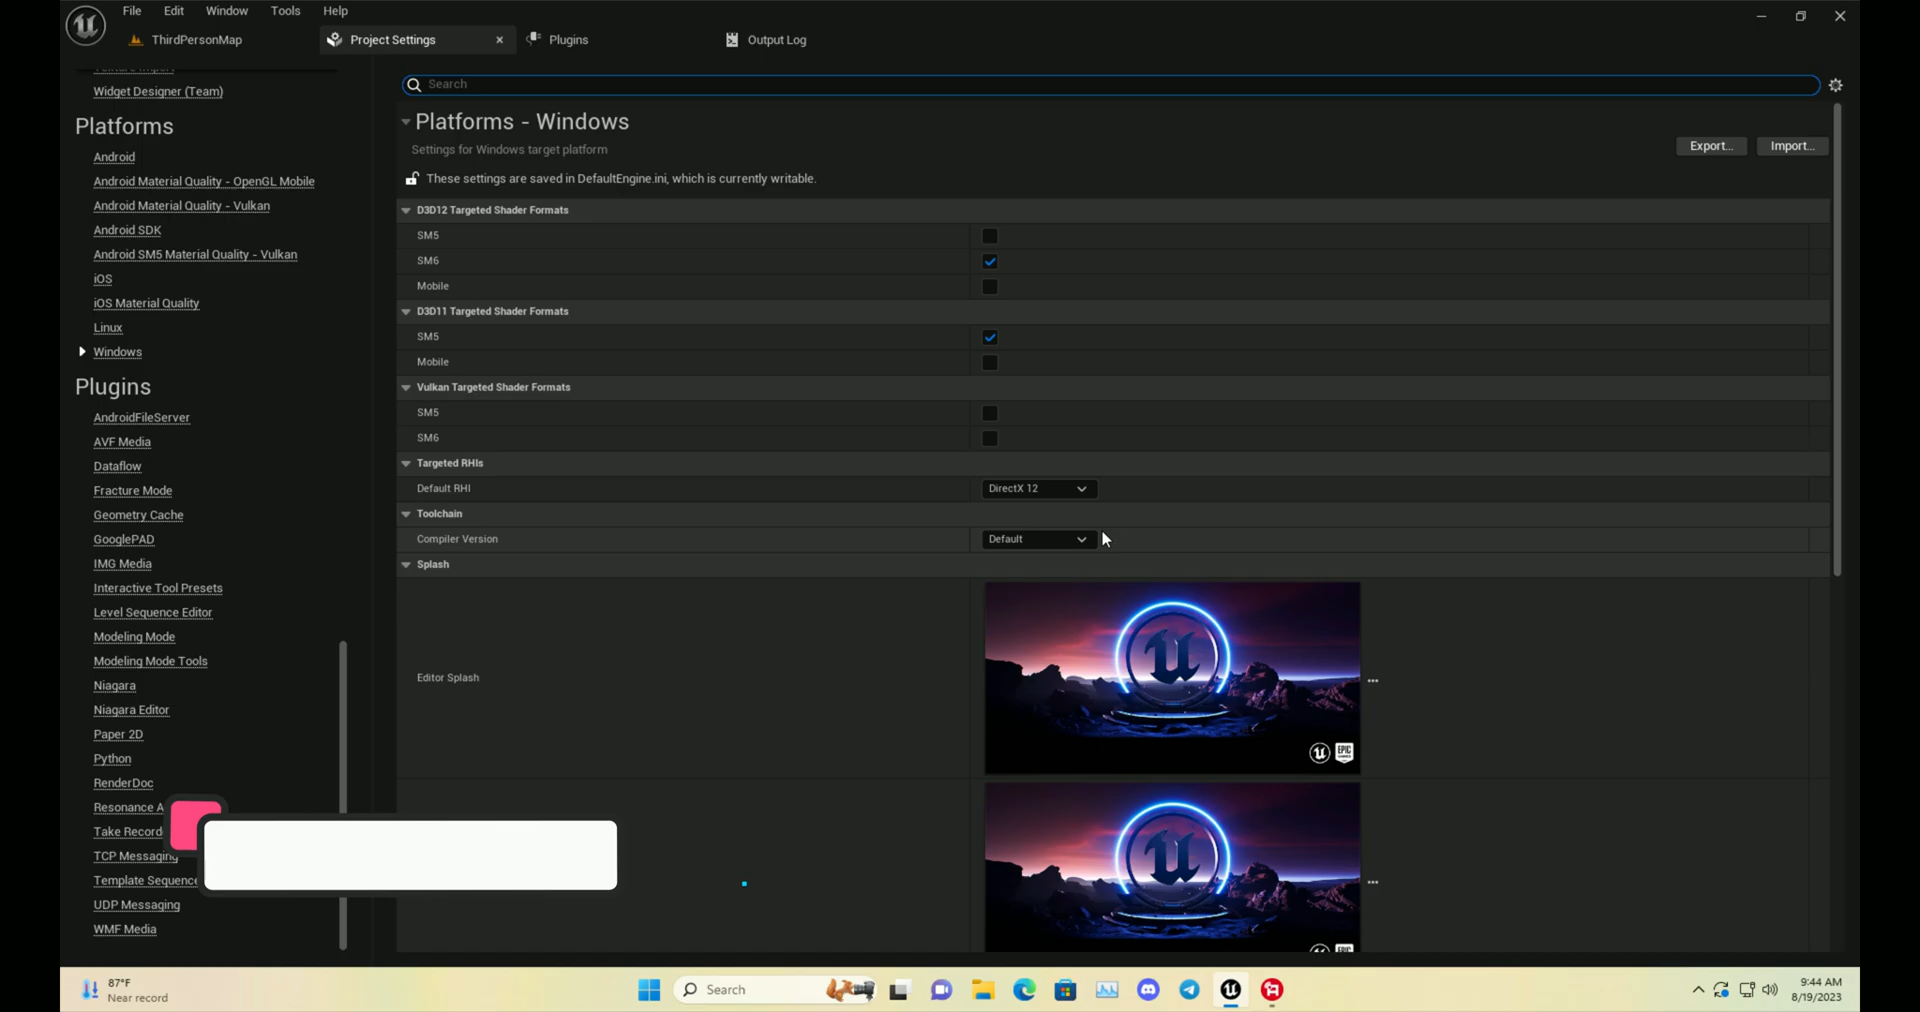 File Edit Window Tools Help
ThirdPersonMap Project Settings Plugins Output Log
Widget Designer (Team)
Platforms
Android
Android Material Quality - OpenGL Mobile
Android Material Quality - Vulkan
Android SDK
Android SM5 Material Quality - Vulkan
iOS
iOS Material Quality
Linux
Windows
Plugins
AndroidFileServer
AVF Media
Dataflow
Fracture Mode
Geometry Cache
GooglePAD
IMG Media
Interactive Tool Presets
Level Sequence Editor
Modeling Mode
Modeling Mode Tools
Niagara
Niagara Editor
Paper 2D
Python
RenderDoc
Resonance A
Take Record
TCP Messaging
Template Sequence
UDP Messaging
WMF Media
Search
Platforms - Windows
Settings for Windows target platform
Export... Import...
These settings are saved in DefaultEngine.ini, which is currently writable.
D3D12 Targeted Shader Formats
SM5
SM6
Mobile
D3D11 Targeted Shader Formats
SM5
Mobile
Vulkan Targeted Shader Formats
SM5
SM6
Targeted RHIs
Default RHI DirectX 12
Toolchain
Compiler Version Default
Splash
Editor Splash
EPIC
87°F
Near record
Search
9:44 AM
8/19/2023